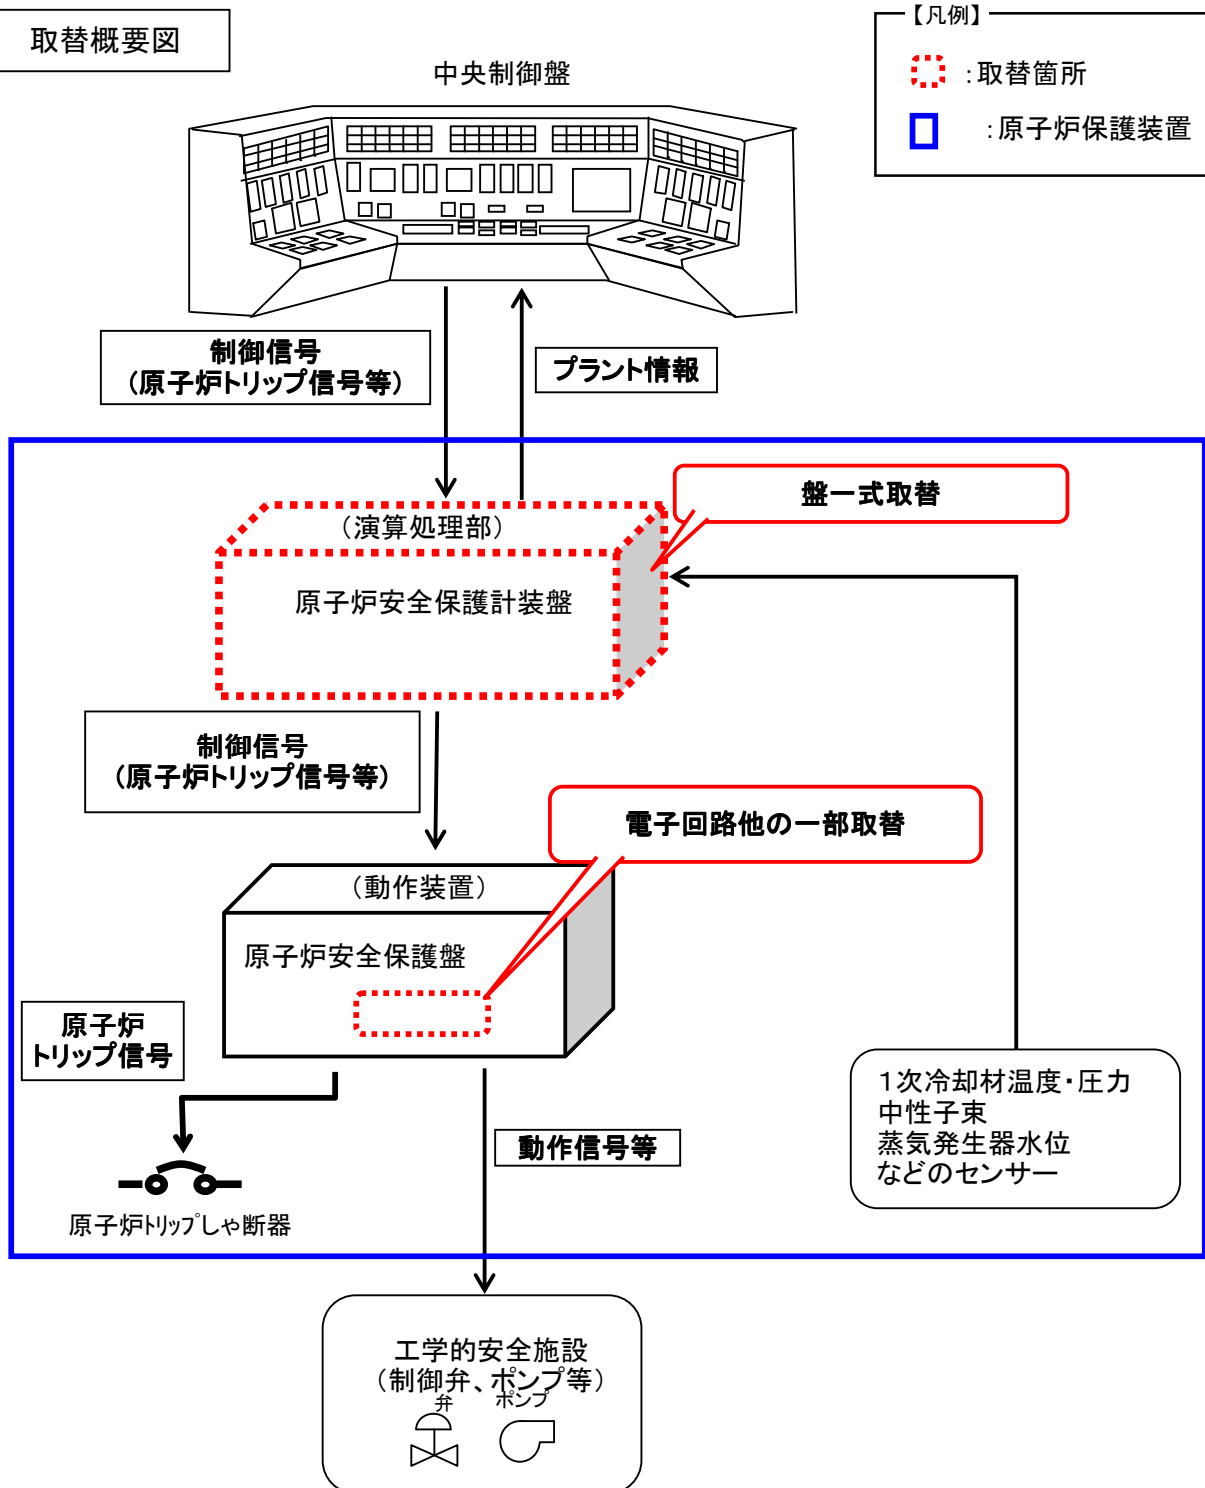 取替概要図
【凡例】
：取替箇所
：原子炉保護装置
中央制御盤
制御信号
（原子炉トリップ信号等）
プラント情報
盤一式取替
（演算処理部）
原子炉安全保護計装盤
制御信号
（原子炉トリップ信号等）
電子回路他の一部取替
（動作装置）
原子炉安全保護盤
原子炉
トリップ信号
1次冷却材温度・圧力
中性子束
蒸気発生器水位
などのセンサー
動作信号等
原子炉トリップしゃ断器
工学的安全施設
（制御弁、ポンプ等）
弁
ポンプ